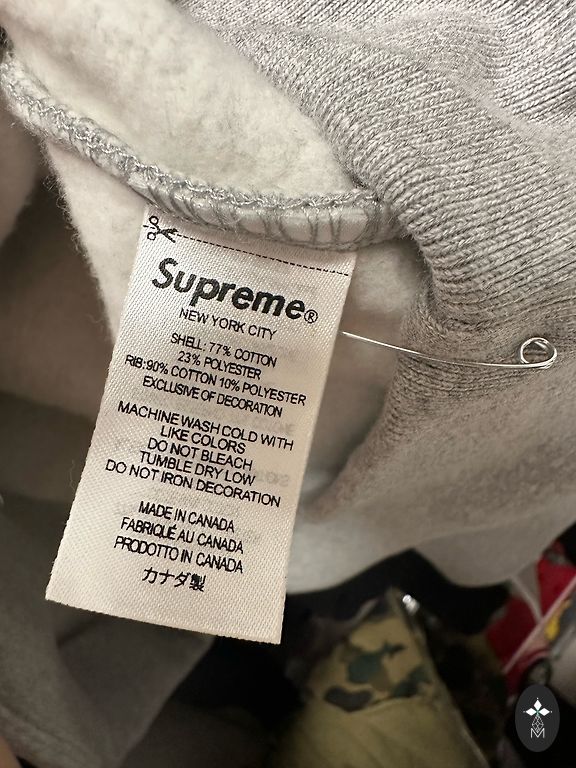 Supreme®
NEW YORK CITY
SHELL: 77% COTTON
23% POLYESTER
RIB:90% COTTON 10% POLYESTER
EXCLUSIVE OF DECORATION
MACHINE WASH COLD WITH
LIKE COLORS
DO NOT BLEACH
TUMBLE DRY LOW
DO NOT IRON DECORATION
MADE IN CANADA
FABRIQUÉ AU CANADA
PRODOTTO IN CANADA
カナダ製
M